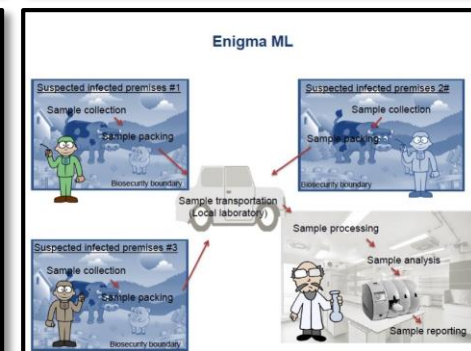 Enigma ML
Suspected infected premises #1
Sample collection
Sample packing
Biosecurity boundary
Suspected infected premises 2#
Sample collection
Sample packing
Biosecurity boundary
Sample transportation
(Local laboratory)
Suspected infected premises #3
Sample collection
Sample packing
Biosecurity boundary
Sample processing
Sample analysis
Sample reporting